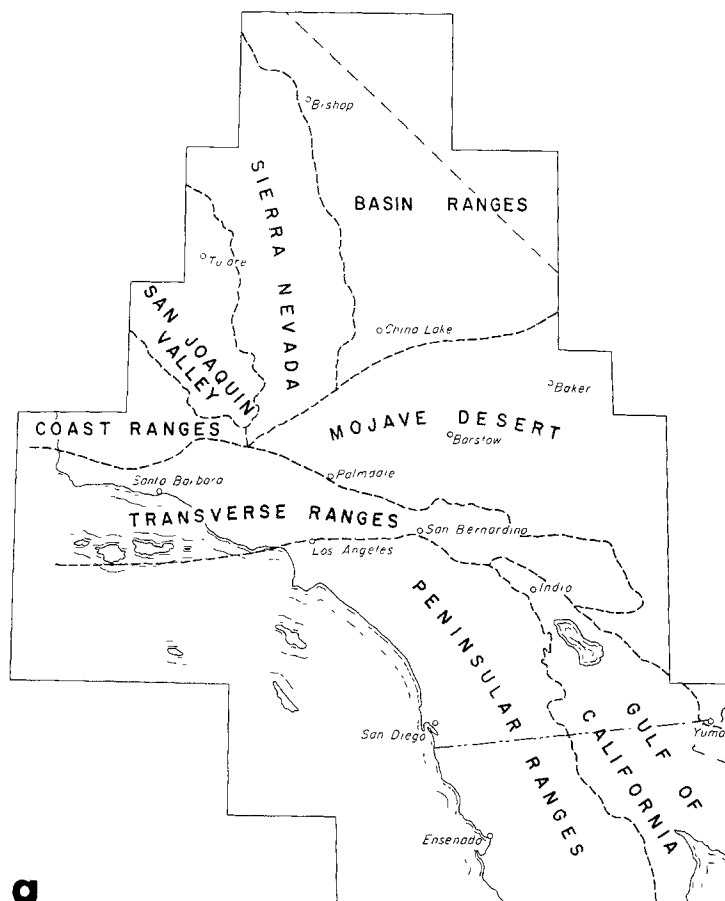 Bishop
SIERRA NEVADA
BASIN RANGES
Tulare
SAN JOAQUIN
VALLEY
China Lake
Baker
COAST RANGES
MOJAVE DESERT
Barstow
Palmdale
Santa Barbara
TRANSVERSE RANGES
San Bernardino
Los Angeles
Indio
PENINSULAR RANGES
GULF OF
CALIFORNIA
San Diego
Yuma
Ensenada
a